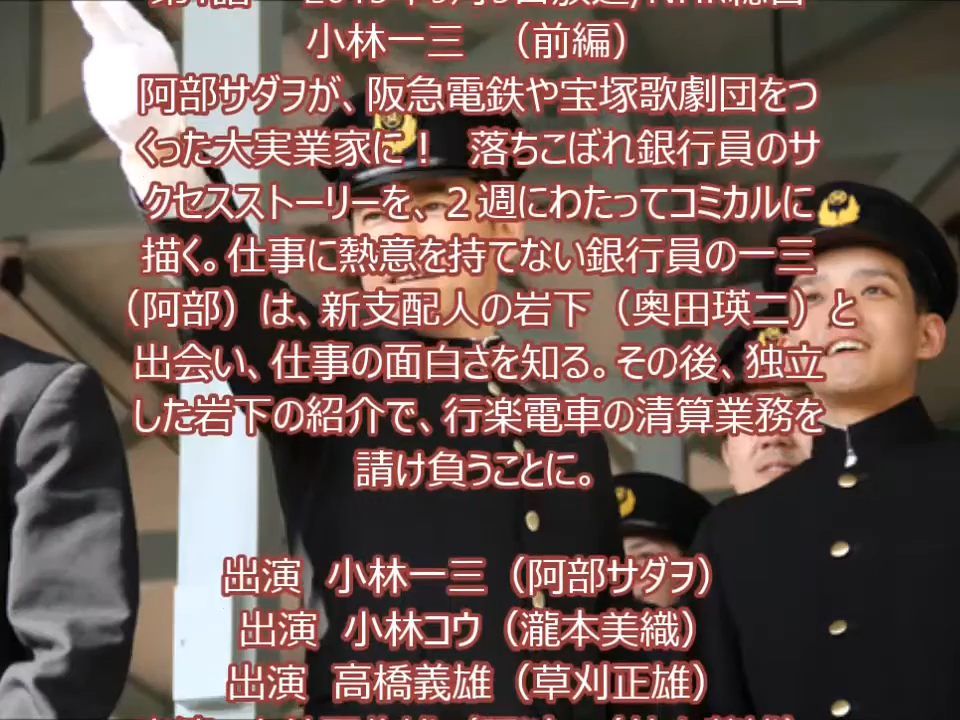 小林一三　（前編）
阿部サダヲが、阪急電鉄や宝塚歌劇団をつ
くった大実業家に！　落ちこぼれ銀行員のサ
クセスストーリーを、２週にわたってコミカルに
描く。仕事に熱意を持てない銀行員の一三
（阿部）は、新支配人の岩下（奥田瑛二）と
出会い、仕事の面白さを知る。その後、独立
した岩下の紹介で、行楽電車の清算業務を
請け負うことに。
出演　小林一三（阿部サダヲ）
出演　小林コウ（瀧本美織）
出演　高橋義雄（草刈正雄）